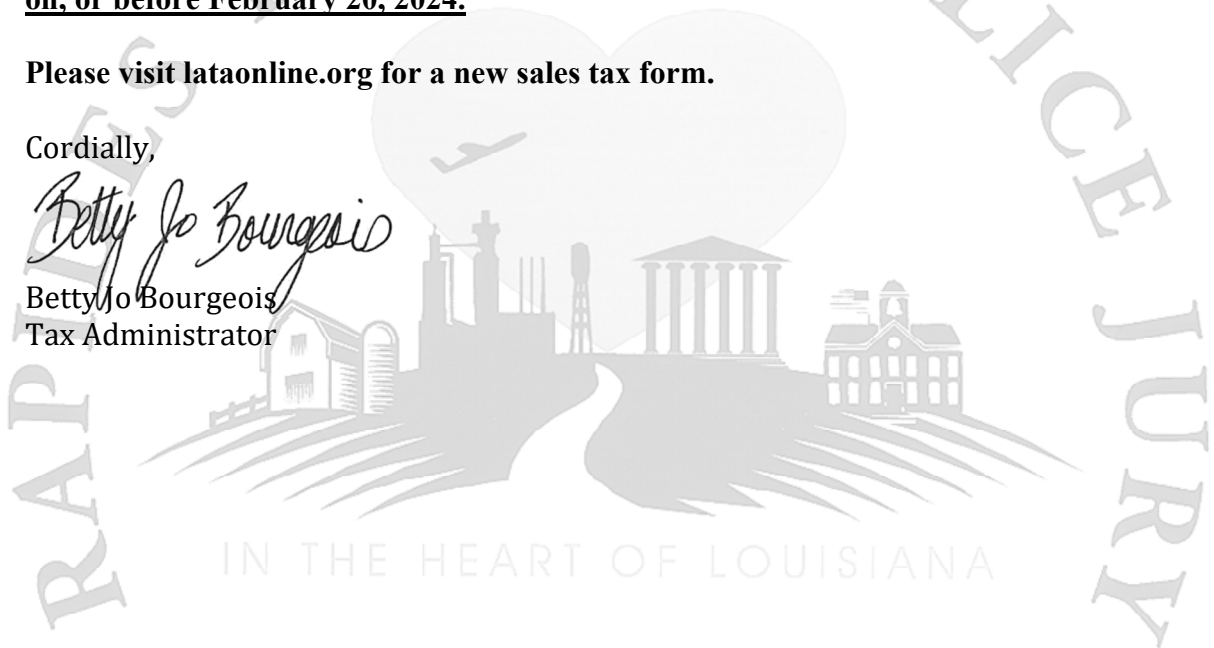 on, or before February 20, 2024.
Please visit lataonline.org for a new sales tax form.
Cordially,
Betty Jo Bourgeois
Betty Jo Bourgeois
Tax Administrator
RAPIDES
LICE JURY
IN THE HEART OF LOUISIANA